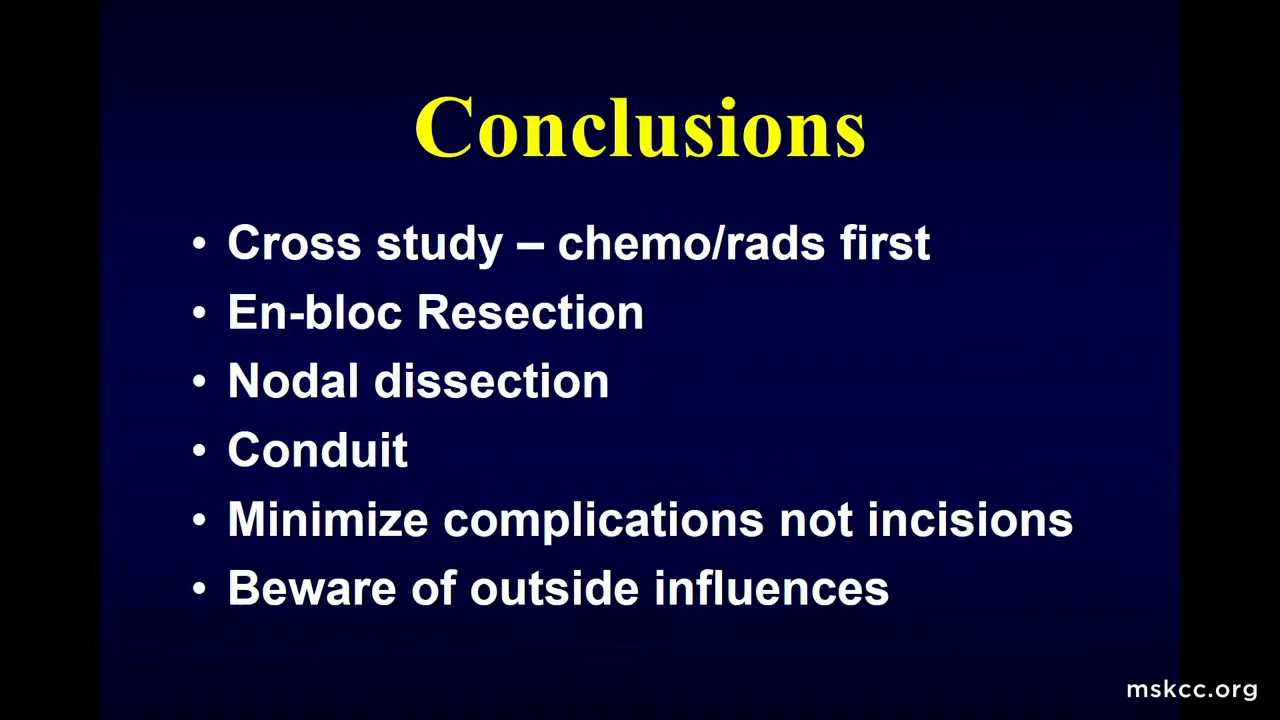 Conclusions
• Cross study – chemo/rads first
• En-bloc Resection
• Nodal dissection
• Conduit
• Minimize complications not incisions
• Beware of outside influences
mskcc.org